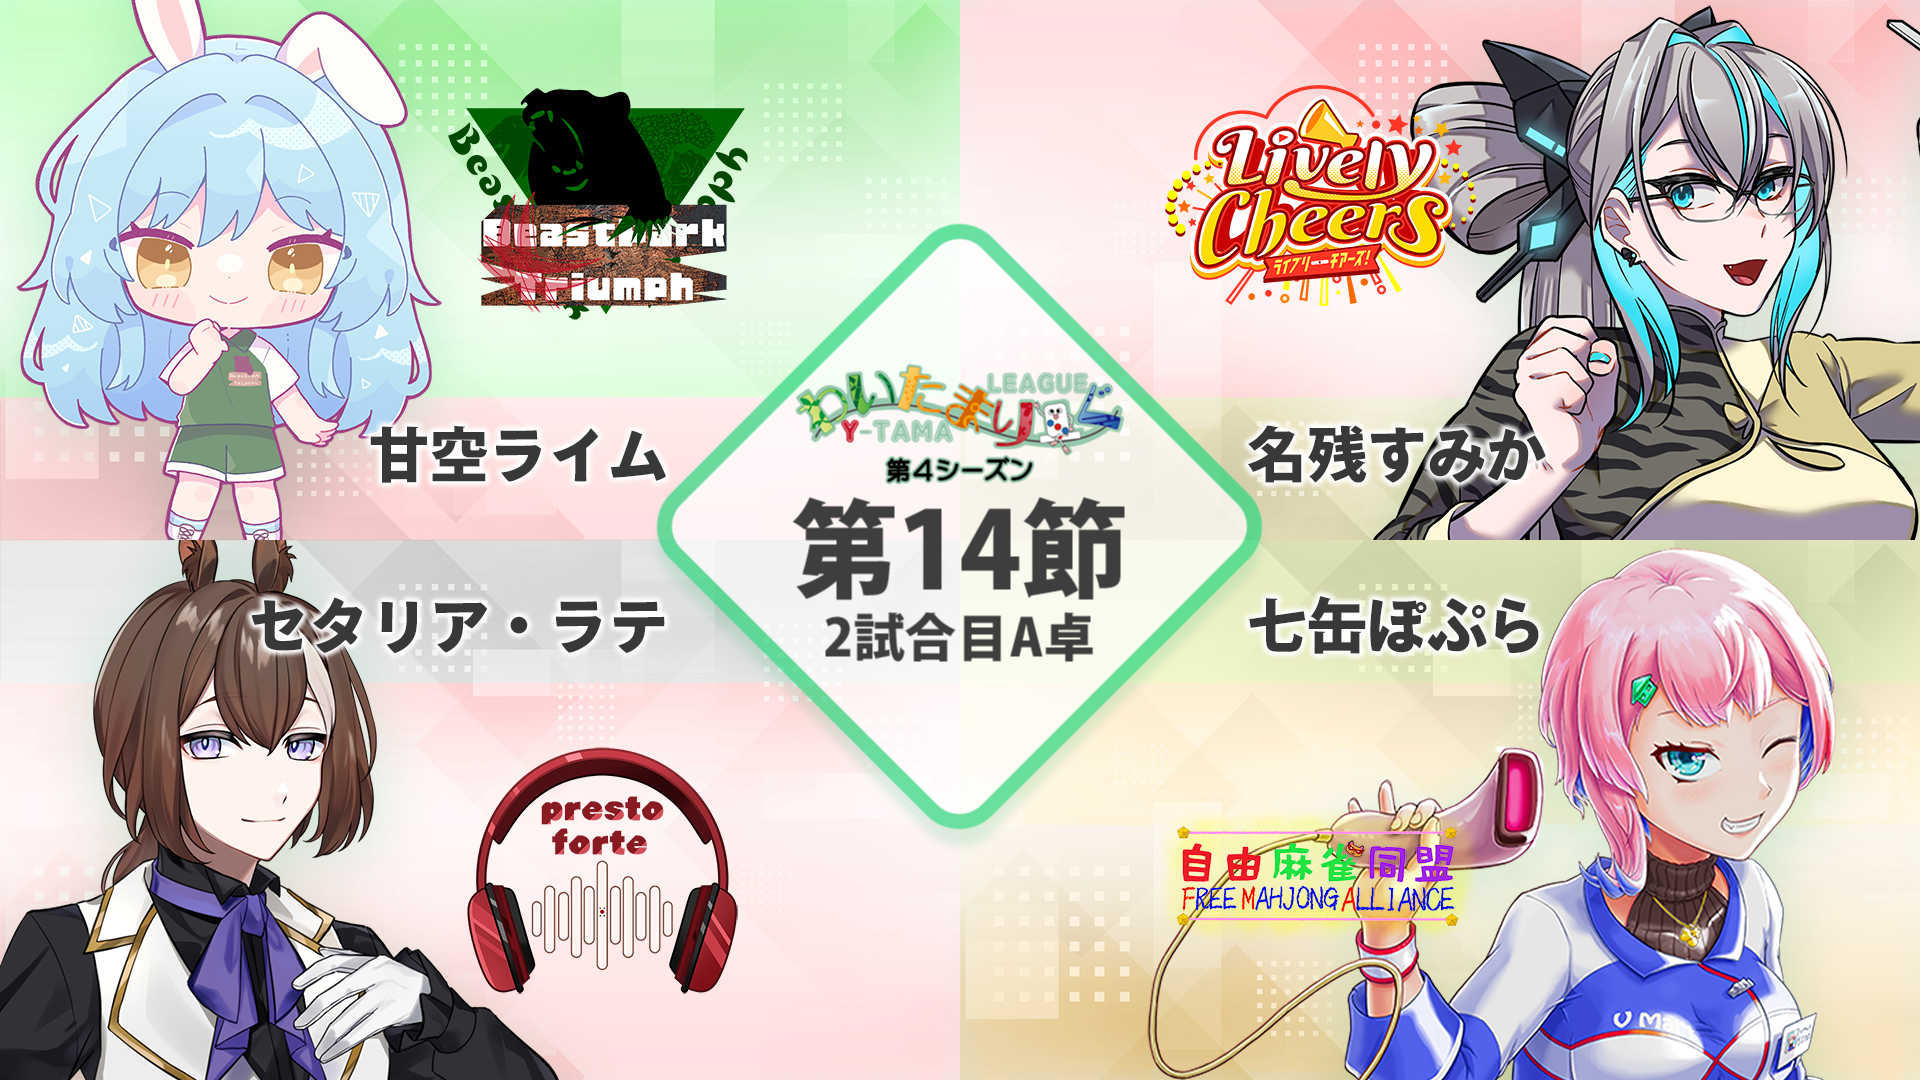 Beastmark
Triumph
甘空ライム
Lively
Cheers
ライブリーチアーズ!
名残すみか
わいたまりーぐ
LEAGUE
Y-TAMA
第4シーズン
第14節
2試合目A卓
セタリア・ラテ
presto
forte
七缶ぽぷら
自由麻雀同盟
FREE MAHJONG ALLIANCE